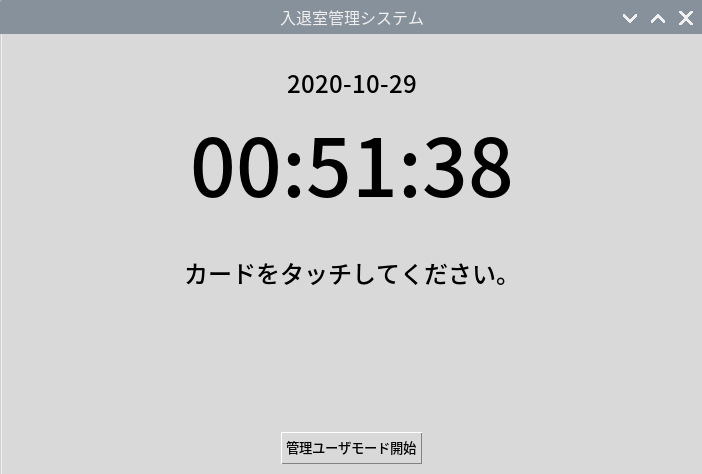 入退室管理システム
2020-10-29
00:51:38
カードをタッチしてください。
管理ユーザモード開始